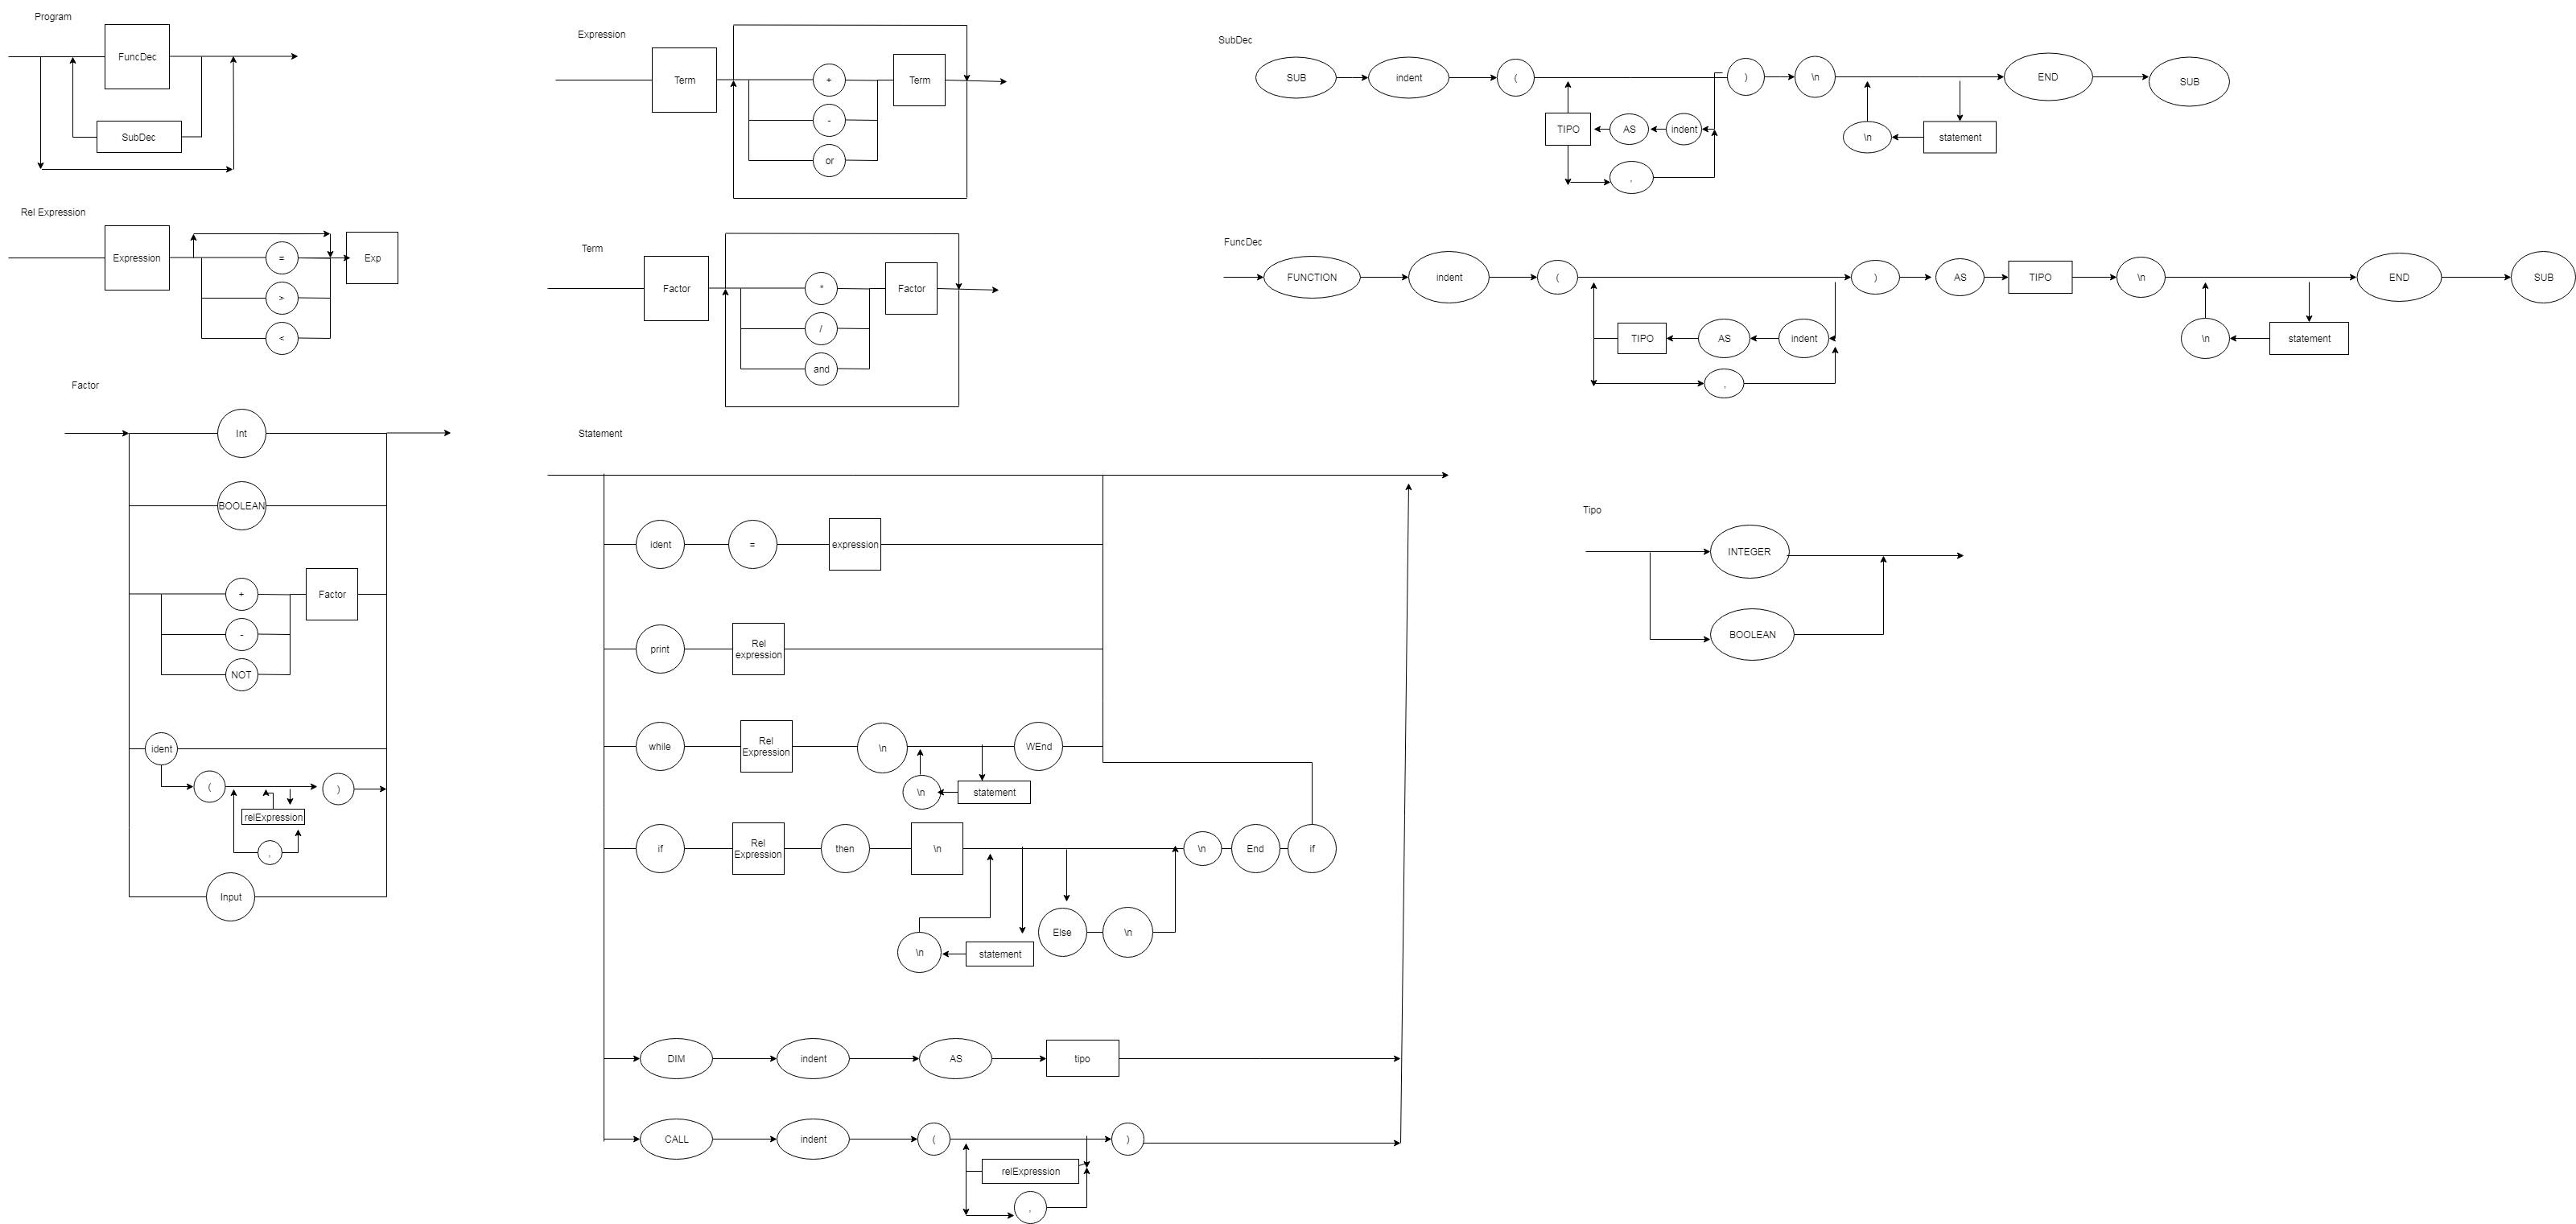 Program
FuncDec
SubDec
Rel Expression
Expression
=
>
<
Exp
Factor
Int
BOOLEAN
+
-
NOT
Factor
ident
(
)
relExpression
,
Input
Expression
Term
+
-
or
Term
Term
Factor
*
/
and
Factor
Statement
ident
=
expression
print
Rel
expression
while
Rel
Expression
\n
WEnd
\n
statement
if
Rel
Expression
then
\n
\n
End
if
Else
\n
\n
statement
DIM
indent
AS
tipo
CALL
indent
(
)
relExpression
,
SubDec
SUB
indent
(
)
\n
END
SUB
TIPO
AS
indent
,
\n
statement
FuncDec
FUNCTION
indent
(
)
AS
TIPO
\n
END
SUB
TIPO
AS
indent
,
\n
statement
Tipo
INTEGER
BOOLEAN